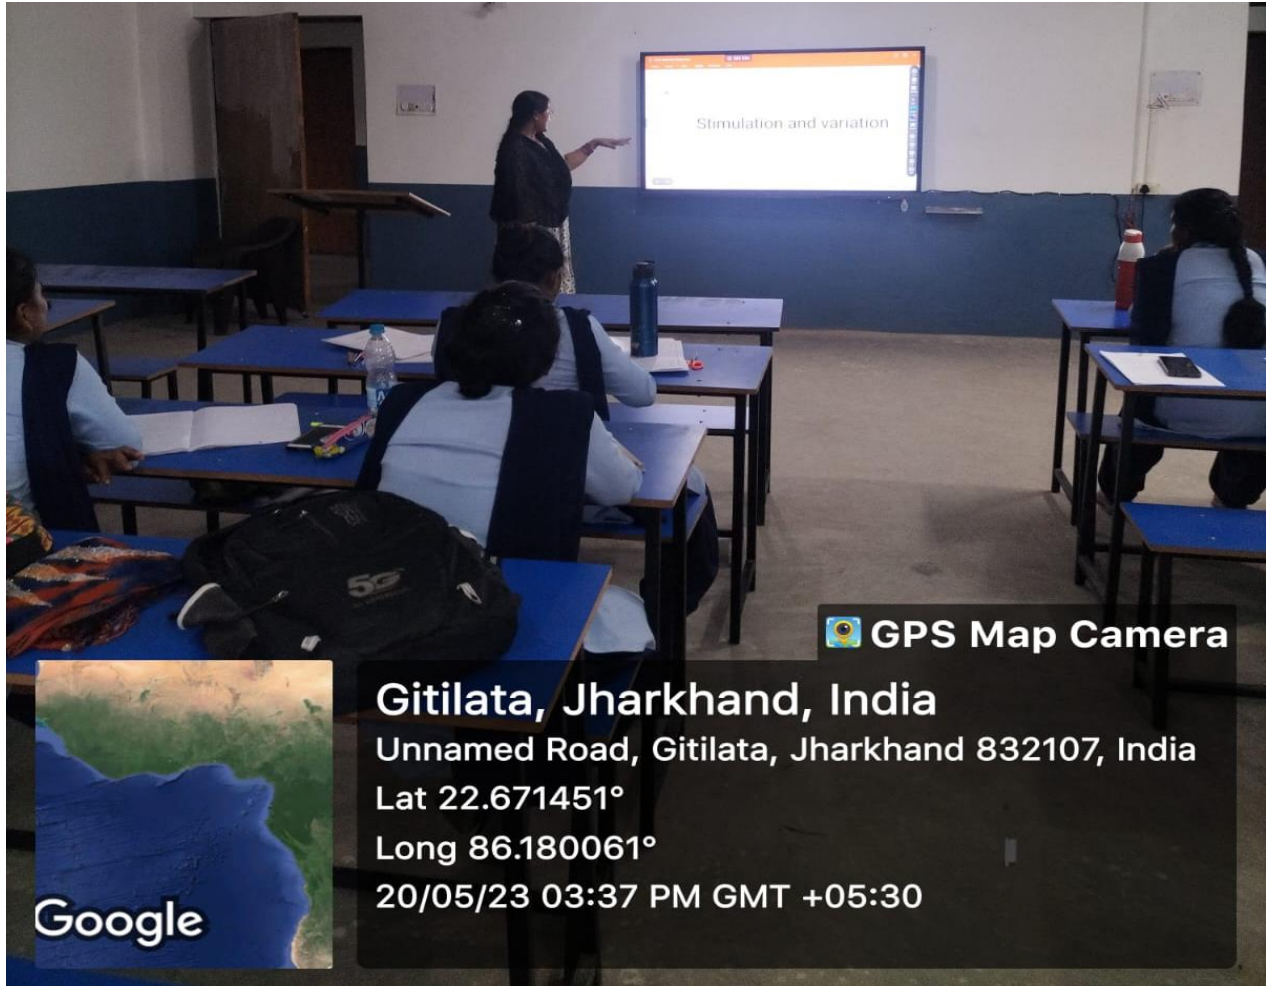 Stimulation and variation
5G
GPS Map Camera
Gitilata, Jharkhand, India
Unnamed Road, Gitilata, Jharkhand 832107, India
Lat 22.671451°
Long 86.180061°
20/05/23 03:37 PM GMT +05:30
Google